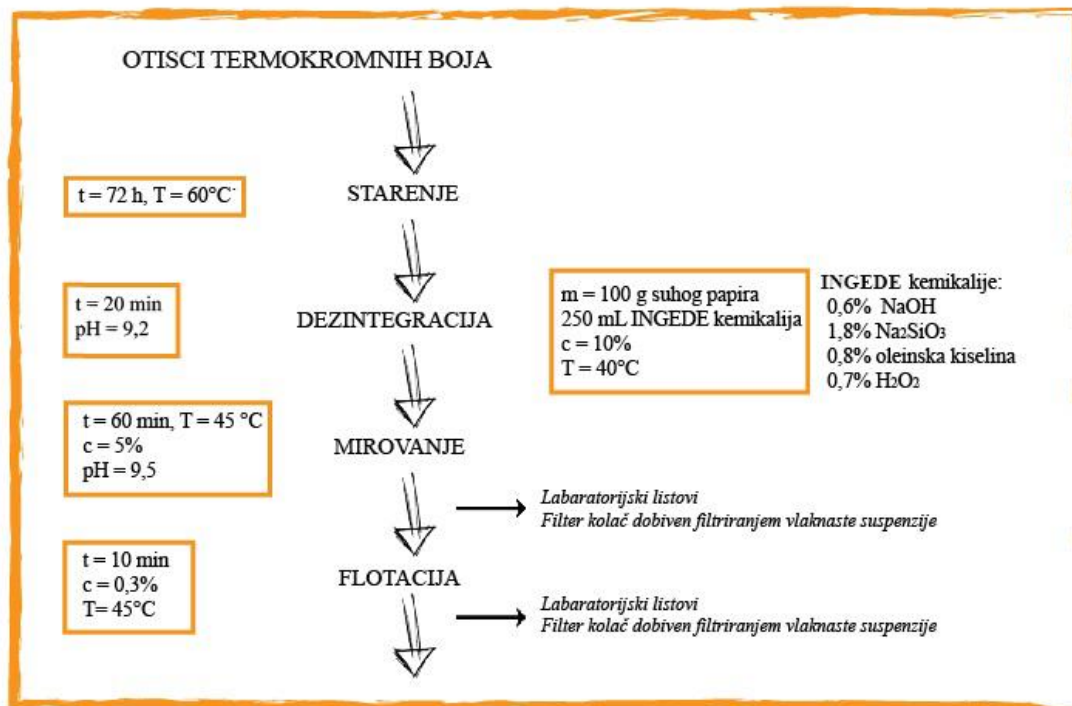 OTISCI TERMOKROMNIH BOJA
t = 72 h, T = 60°C
STARENJE
t = 20 min
pH = 9,2
DEZINTEGRACIJA
m = 100 g suhog papira
250 mL INGEDE kemikalija
c = 10%
T = 40°C
INGEDE kemikalije:
0,6% NaOH
1,8% Na2SiO3
0,8% oleinska kiselina
0,7% H2O2
t = 60 min, T = 45 °C
c = 5%
pH = 9,5
MIROVANJE
Labaratorijski listovi
Filter kolač dobiven filtriranjem vlaknaste suspenzije
t = 10 min
c = 0,3%
T= 45°C
FLOTACIJA
Labaratorijski listovi
Filter kolač dobiven filtriranjem vlaknaste suspenzije